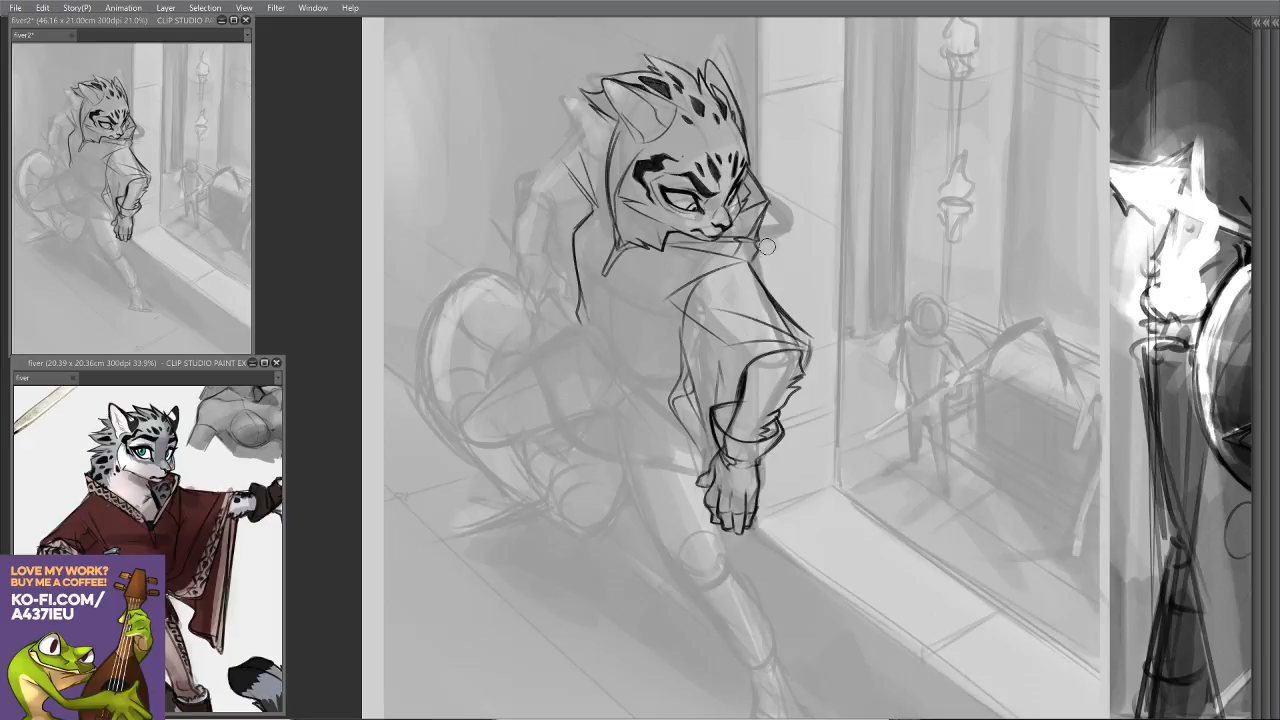 File Edit Story(P) Animation Layer Selection View Filter Window Help
fiver2* (46.16 x 21.00cm 300dpi 21.0%) - CLIP STUDIO PA
fiver2*
fiver (20.39 x 20.36cm 300dpi 33.9%) - CLIP STUDIO PAINT EX
fiver
LOVE MY WORK?
BUY ME A COFFEE!
KO-FI.COM/
A437IEU